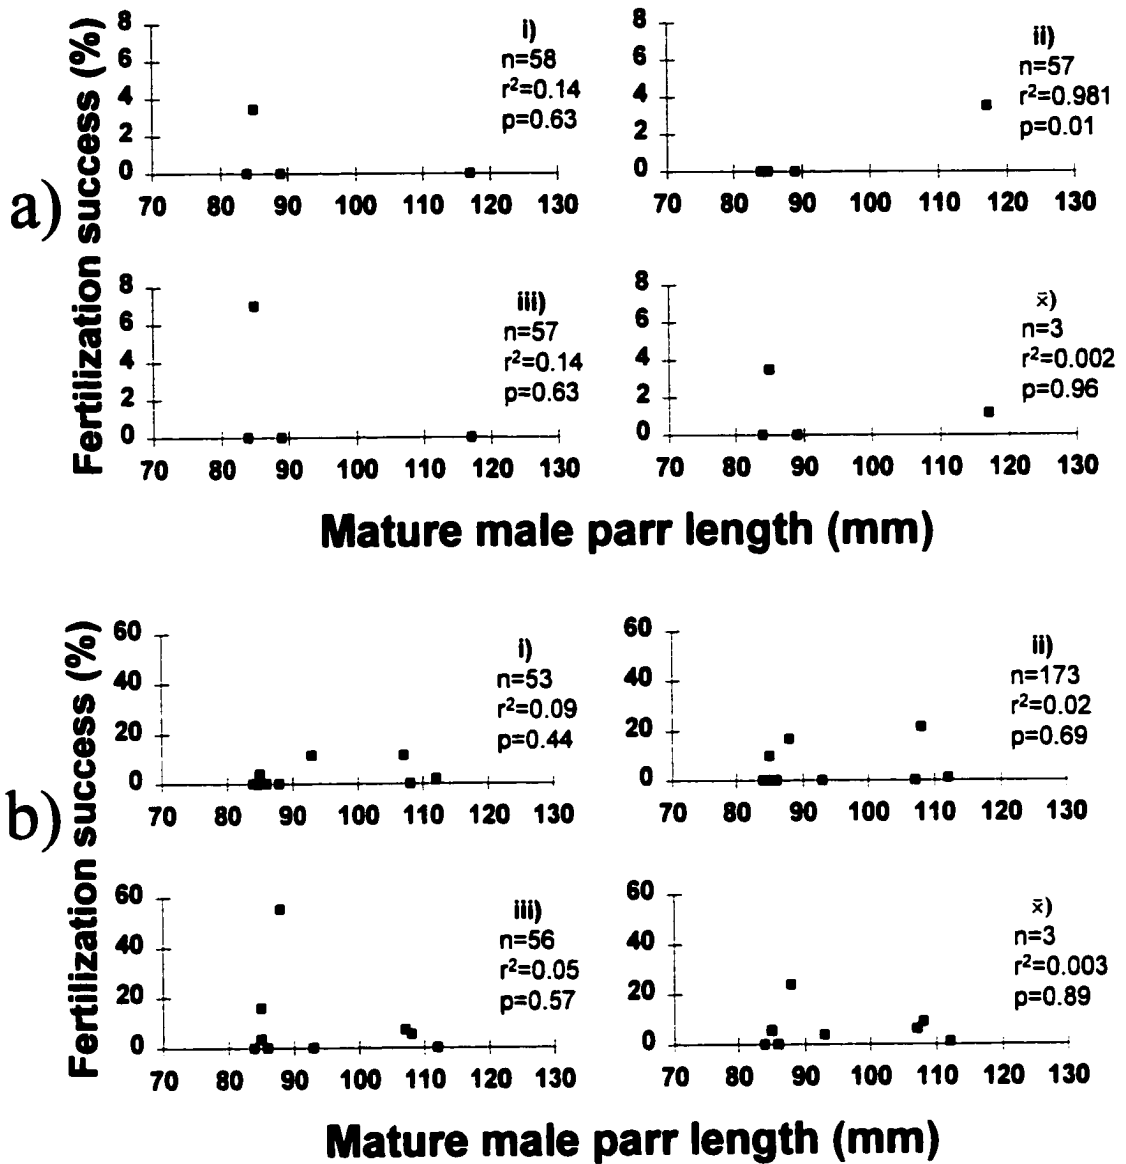 a)
Fertilization success (%)
8
6
4
2
0
70 80 90 100 110 120 130
i)
n=58
r²=0.14
p=0.63
8
6
4
2
0
70 80 90 100 110 120 130
ii)
n=57
r²=0.981
p=0.01
8
6
4
2
0
70 80 90 100 110 120 130
iii)
n=57
r²=0.14
p=0.63
8
6
4
2
0
70 80 90 100 110 120 130
x̄)
n=3
r²=0.002
p=0.96
Mature male parr length (mm)
b)
Fertilization success (%)
60
40
20
0
70 80 90 100 110 120 130
i)
n=53
r²=0.09
p=0.44
60
40
20
0
70 80 90 100 110 120 130
ii)
n=173
r²=0.02
p=0.69
60
40
20
0
70 80 90 100 110 120 130
iii)
n=56
r²=0.05
p=0.57
60
40
20
0
70 80 90 100 110 120 130
x̄)
n=3
r²=0.003
p=0.89
Mature male parr length (mm)